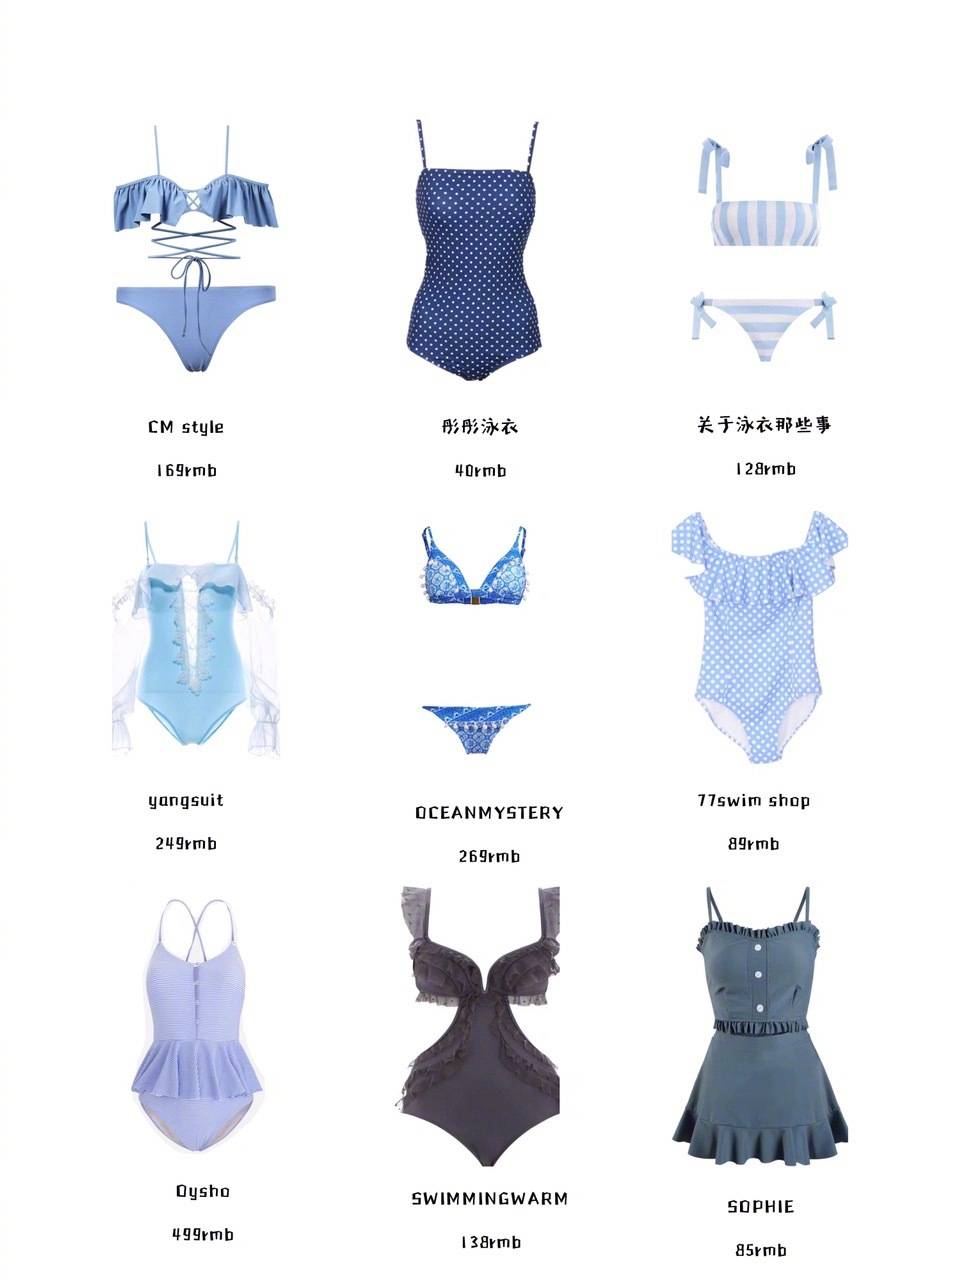 CM style
彤彤泳衣
关于泳衣那些事
169rmb
40rmb
128rmb
yangsuit
OCEANMYSTERY
77swim shop
249rmb
269rmb
89rmb
Oysho
SWIMMINGWARM
SOPHIE
499rmb
138rmb
85rmb